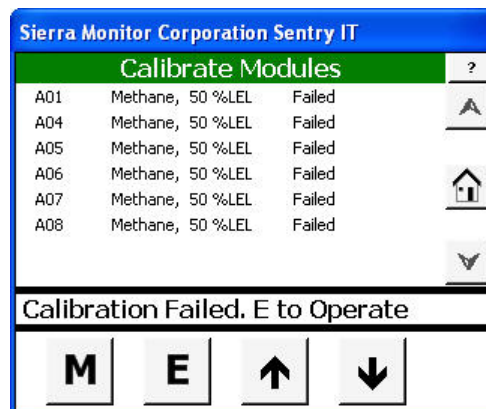 Sierra Monitor Corporation Sentry IT
Calibrate Modules
?
A01 Methane, 50 %LEL Failed
A04 Methane, 50 %LEL Failed
A05 Methane, 50 %LEL Failed
A06 Methane, 50 %LEL Failed
A07 Methane, 50 %LEL Failed
A08 Methane, 50 %LEL Failed
Calibration Failed. E to Operate
M E